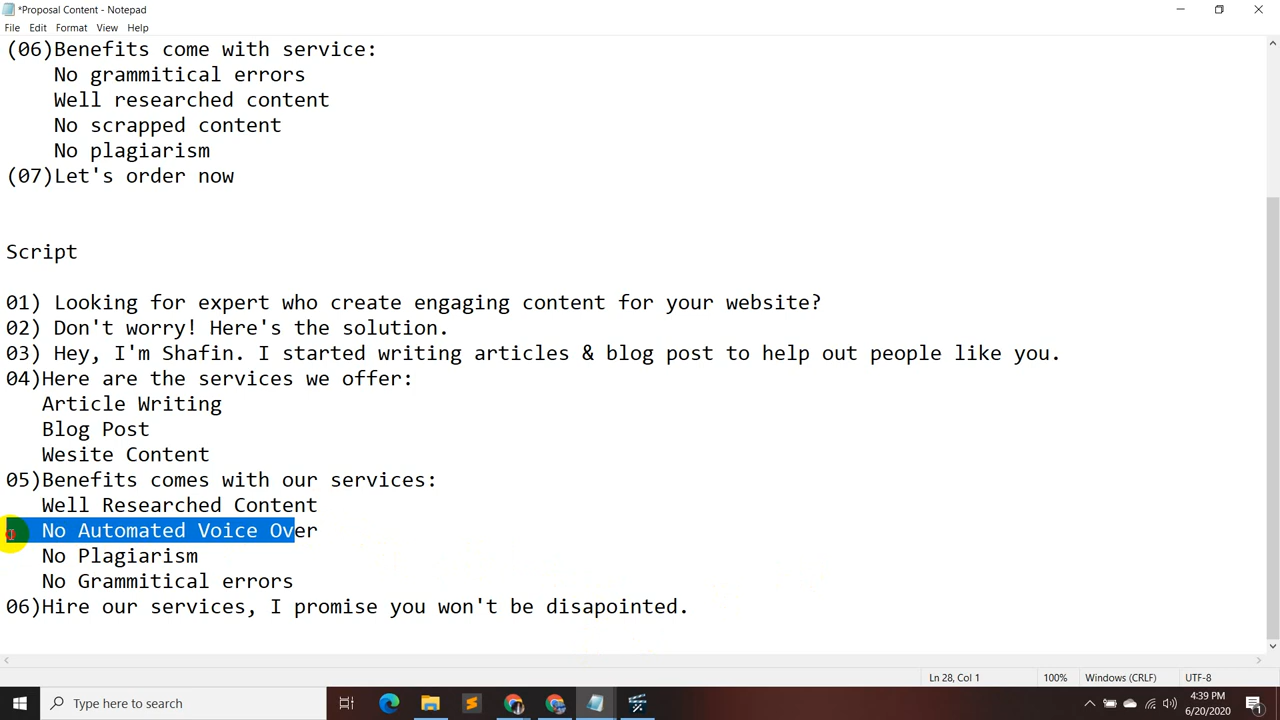 *Proposal Content - Notepad
File Edit Format View Help
(06)Benefits come with service:
No grammitical errors
Well researched content
No scrapped content
No plagiarism
(07)Let's order now
Script
01) Looking for expert who create engaging content for your website?
02) Don't worry! Here's the solution.
03) Hey, I'm Shafin. I started writing articles & blog post to help out people like you.
04)Here are the services we offer:
Article Writing
Blog Post
Wesite Content
05)Benefits comes with our services:
Well Researched Content
No Automated Voice Over
No Plagiarism
No Grammitical errors
06)Hire our services, I promise you won't be disapointed.
Ln 28, Col 1 100% Windows (CRLF) UTF-8
Type here to search
4:39 PM
6/20/2020
1